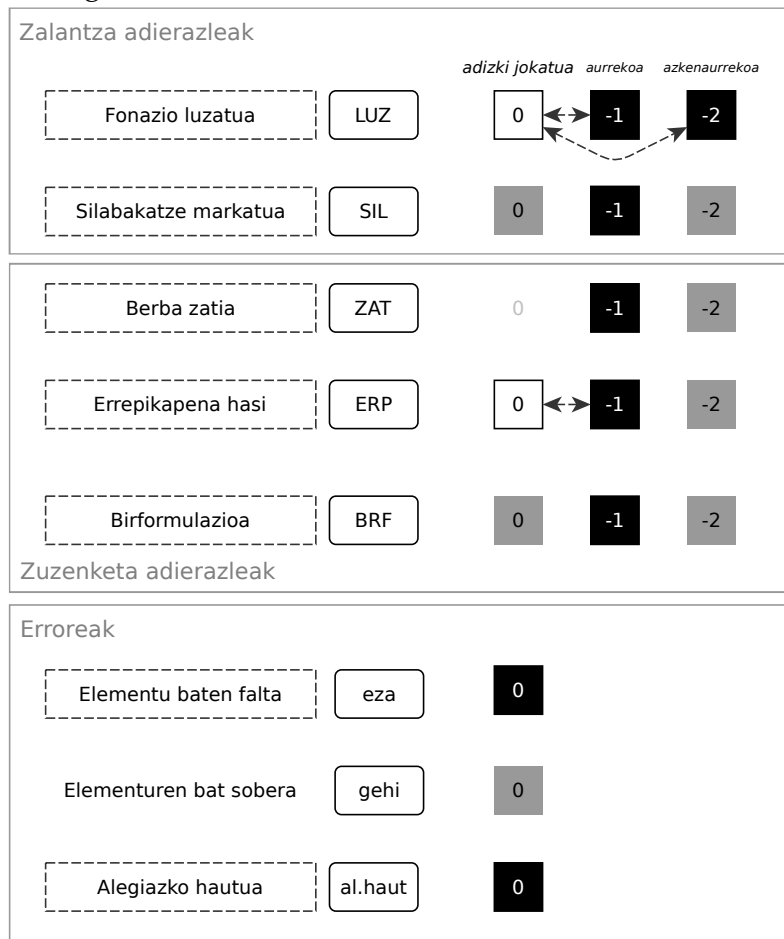 Zalantza adierazleak
adizki jokatua aurrekoa azkenaurrekoa
Fonazio luzatua LUZ 0 -1 -2
Silabakatze markatua SIL 0 -1 -2
Berba zatia ZAT 0 -1 -2
Errepikapena hasi ERP 0 -1 -2
Birformulazioa BRF 0 -1 -2
Zuzenketa adierazleak
Erroreak
Elementu baten falta eza 0
Elementuren bat sobera gehi 0
Alegiazko hautua al.haut 0